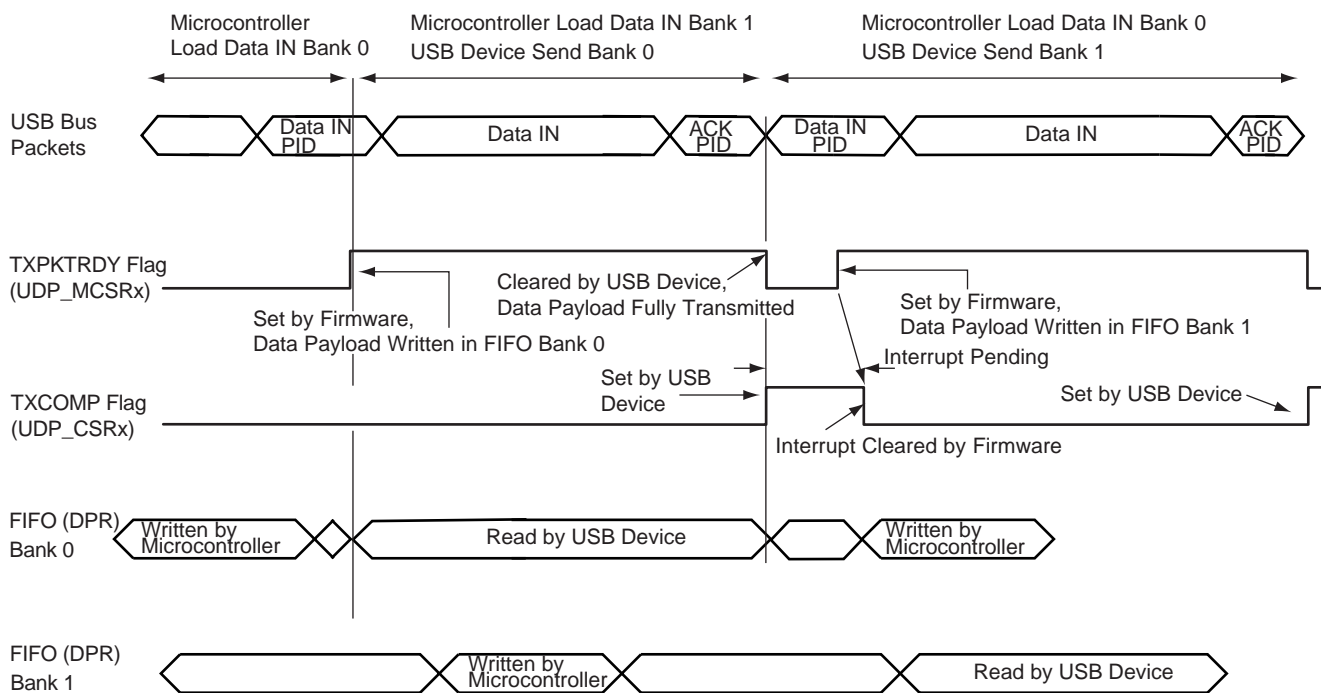 Microcontroller
Load Data IN Bank 0
Microcontroller Load Data IN Bank 1
USB Device Send Bank 0
Microcontroller Load Data IN Bank 0
USB Device Send Bank 1
USB Bus
Packets
Data IN
PID
Data IN
ACK
PID
Data IN
PID
Data IN
ACK
PID
TXPKTRDY Flag
(UDP_MCSRx)
Set by Firmware,
Data Payload Written in FIFO Bank 0
Cleared by USB Device,
Data Payload Fully Transmitted
Set by Firmware,
Data Payload Written in FIFO Bank 1
Interrupt Pending
TXCOMP Flag
(UDP_CSRx)
Set by USB
Device
Set by USB Device
Interrupt Cleared by Firmware
FIFO (DPR)
Bank 0
Written by
Microcontroller
Read by USB Device
Written by
Microcontroller
FIFO (DPR)
Bank 1
Written by
Microcontroller
Read by USB Device